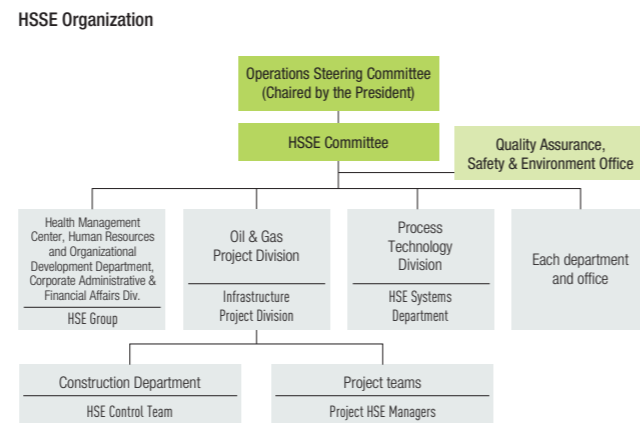 HSSE Organization
Operations Steering Committee
(Chaired by the President)
HSSE Committee
Quality Assurance,
Safety & Environment Office
Health Management
Center, Human Resources
and Organizational
Development Department,
Corporate Administrative &
Financial Affairs Div.
HSE Group
Oil & Gas
Project Division
Infrastructure
Project Division
Process
Technology
Division
HSE Systems
Department
Each department
and office
Construction Department
HSE Control Team
Project teams
Project HSE Managers